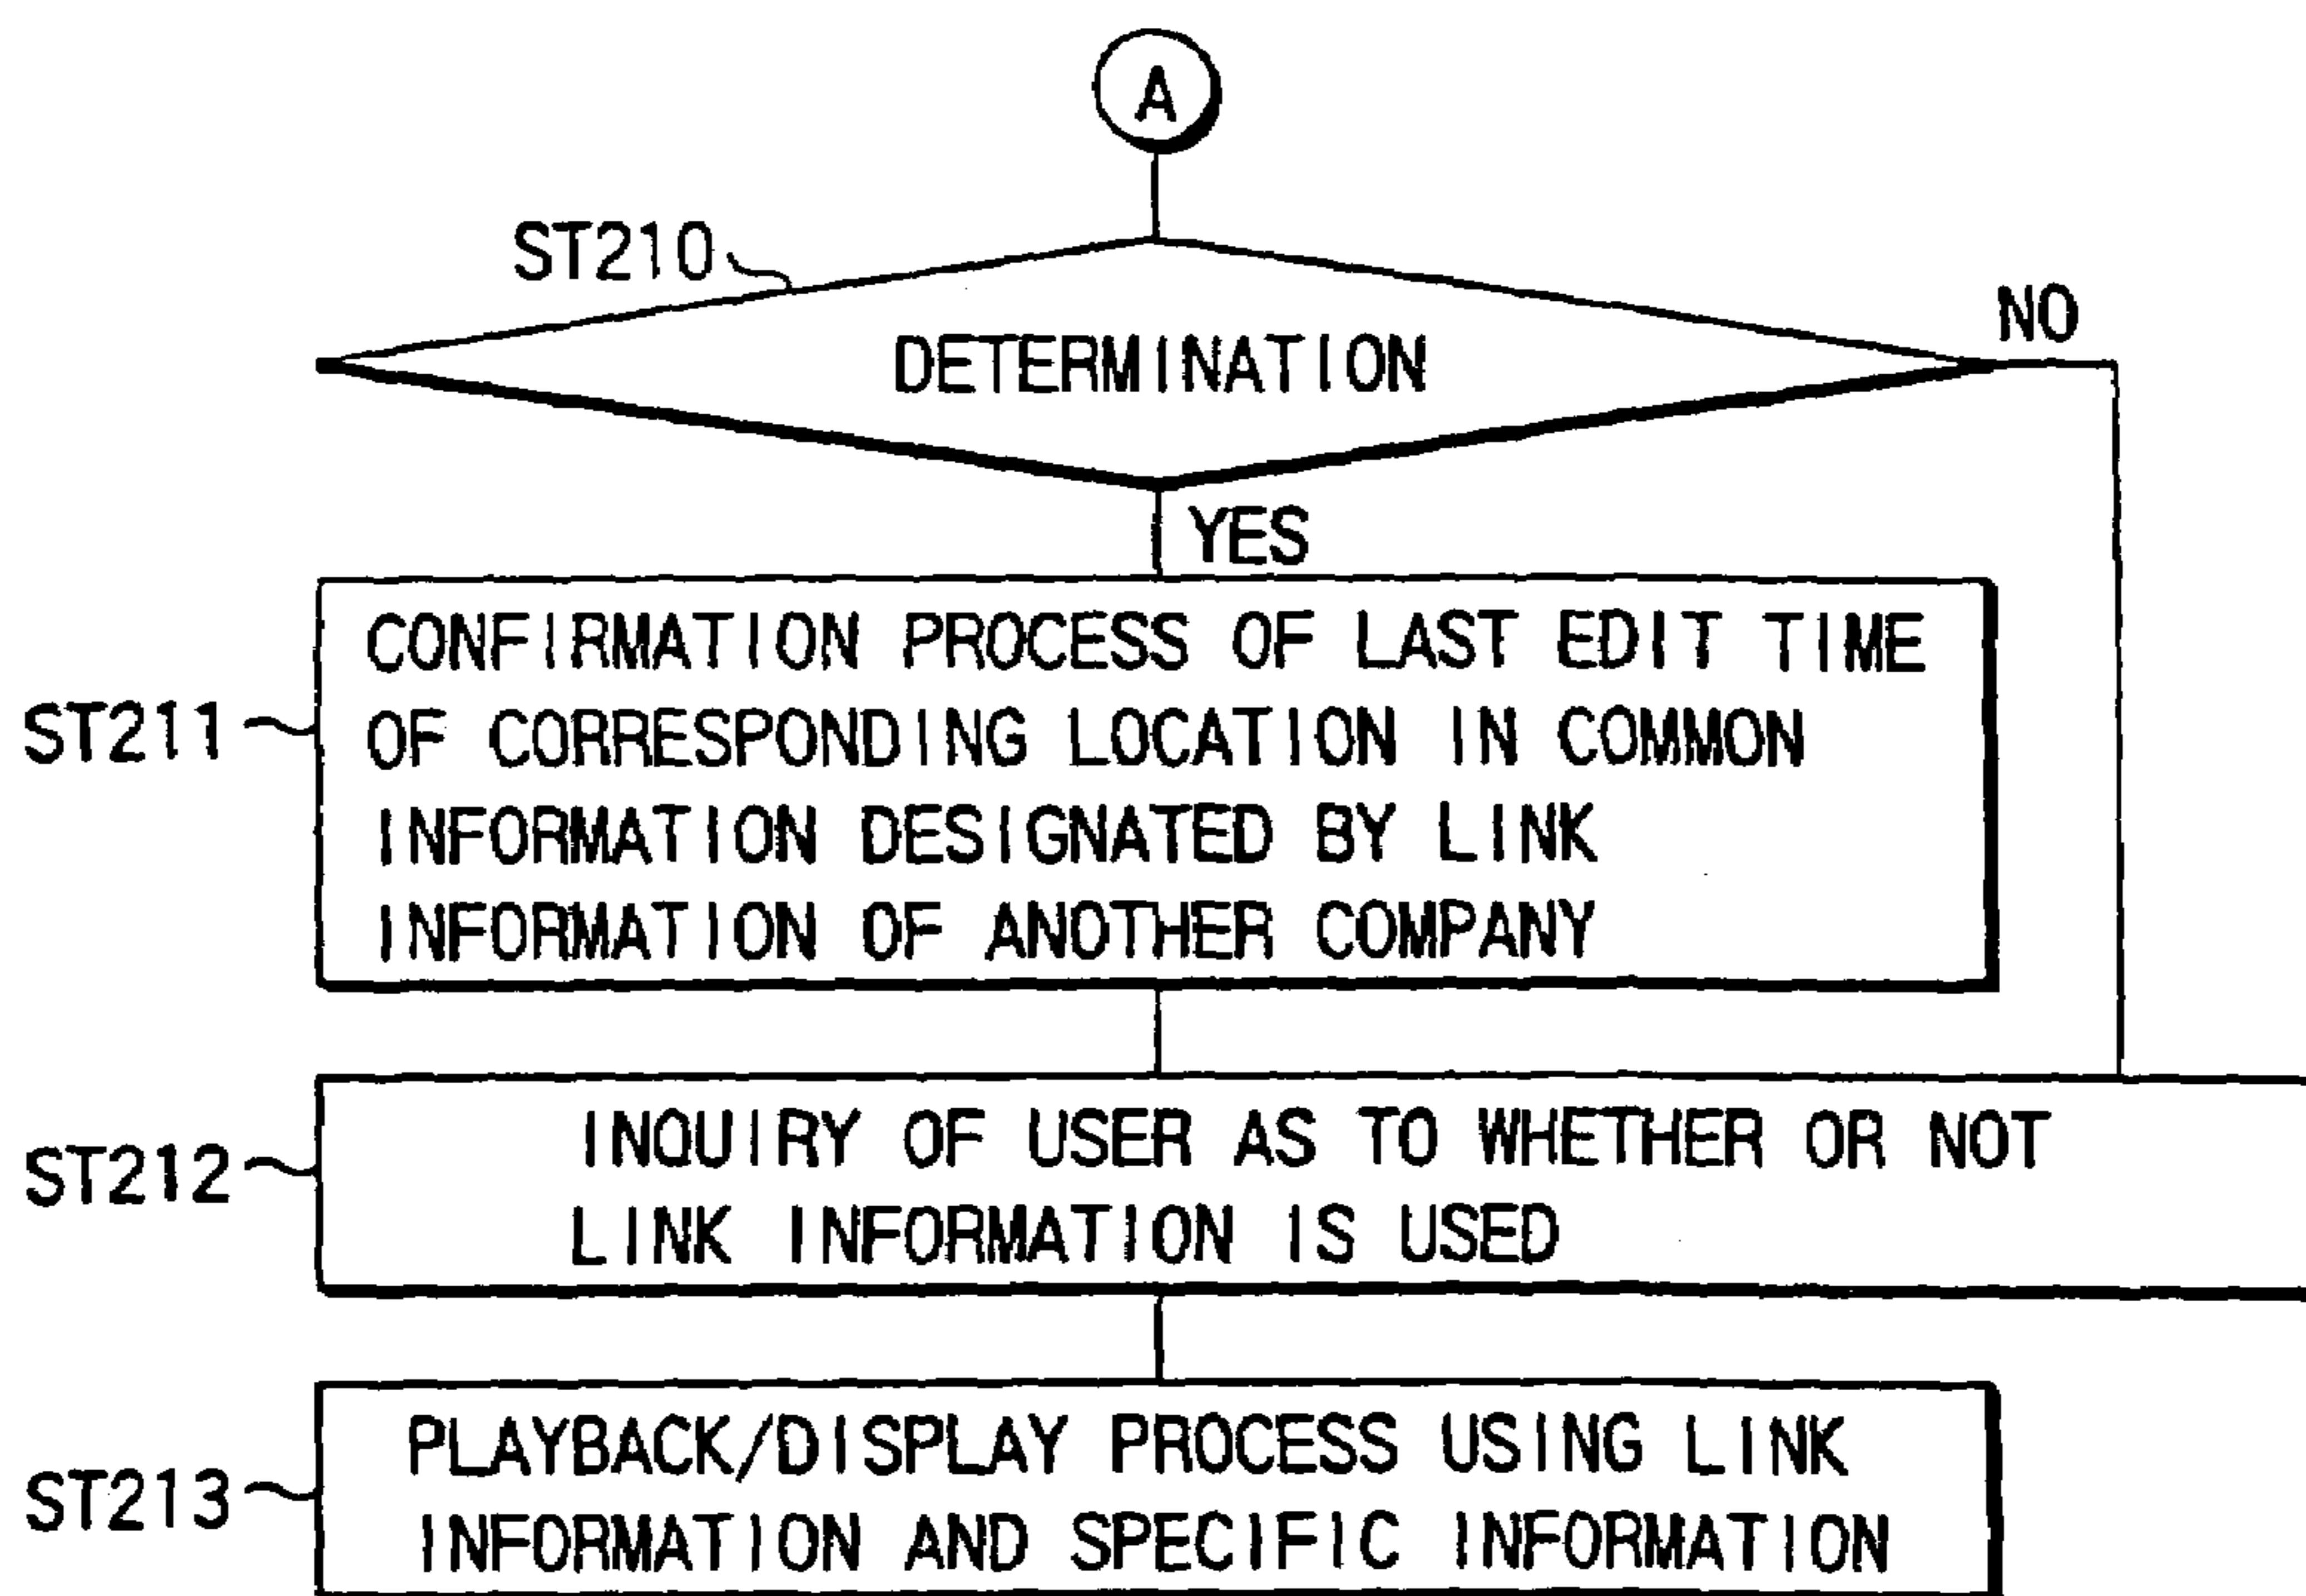 A
ST210
DETERMINATION
NO
YES
ST211
CONFIRMATION PROCESS OF LAST EDIT TIME
OF CORRESPONDING LOCATION IN COMMON
INFORMATION DESIGNATED BY LINK
INFORMATION OF ANOTHER COMPANY
ST212
INQUIRY OF USER AS TO WHETHER OR NOT
LINK INFORMATION IS USED
ST213
PLAYBACK/DISPLAY PROCESS USING LINK
INFORMATION AND SPECIFIC INFORMATION